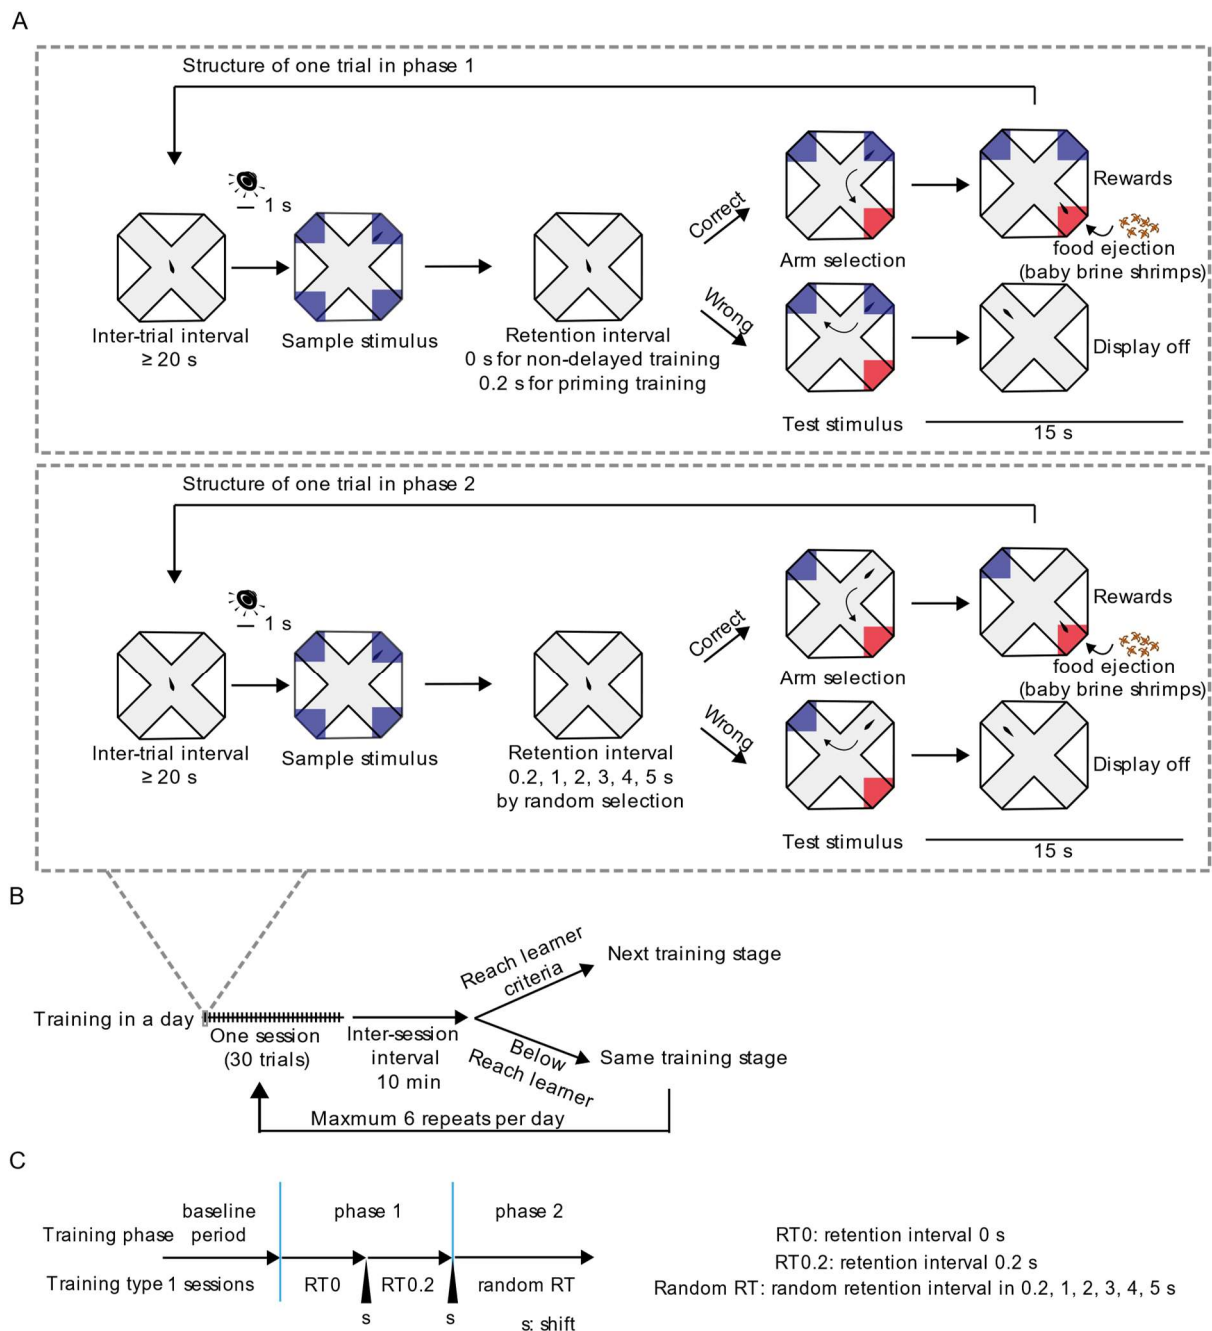 A
Structure of one trial in phase 1
1 s
Inter-trial interval
≥ 20 s
Sample stimulus
Retention interval
0 s for non-delayed training
0.2 s for priming training
Correct
Wrong
Arm selection
Rewards
food ejection
(baby brine shrimps)
Display off
Test stimulus
15 s
Structure of one trial in phase 2
1 s
Inter-trial interval
≥ 20 s
Sample stimulus
Retention interval
0.2, 1, 2, 3, 4, 5 s
by random selection
Correct
Wrong
Arm selection
Rewards
food ejection
(baby brine shrimps)
Display off
Test stimulus
15 s
B
Training in a day
One session
(30 trials)
Inter-session
interval
10 min
Reach learner
criteria
Next training stage
Below
Reach learner
Same training stage
Maxmum 6 repeats per day
C
Training phase
baseline
period
phase 1
phase 2
Training type
1 sessions
RT0
RT0.2
random RT
s
s
s: shift
RT0: retention interval 0 s
RT0.2: retention interval 0.2 s
Random RT: random retention interval in 0.2, 1, 2, 3, 4, 5 s